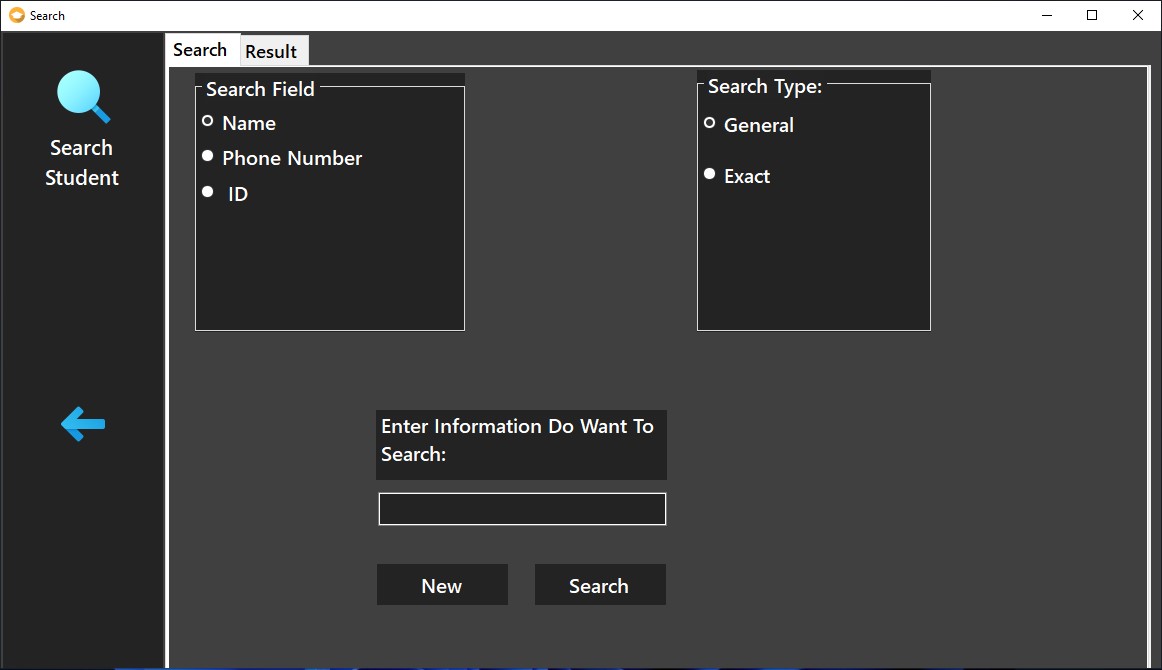 Search
Search
Student
Search
Result
Search Field
Name
Phone Number
ID
Search Type:
General
Exact
Enter Information Do Want To
Search:
New
Search